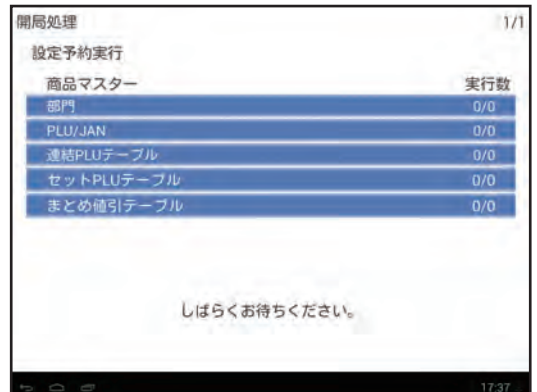 開局処理 1/1
設定予約実行
商品マスター 実行数
部門 0/0
PLU/JAN 0/0
連結PLUテーブル 0/0
セットPLUテーブル 0/0
まとめ値引テーブル 0/0
しばらくお待ちください。
17:37